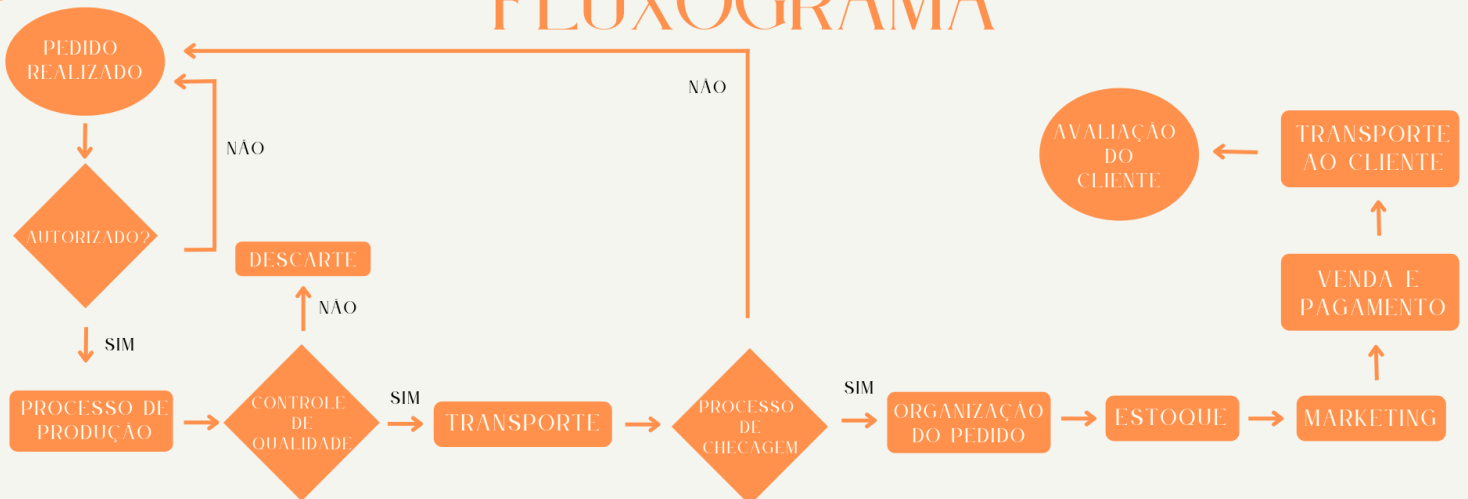 FLUXOGRAMA
PEDIDO
REALIZADO
NÃO
AUTORIZADO?
SIM
PROCESSO DE
PRODUÇÃO
DESCARTE
NÃO
CONTROLE
DE
QUALIDADE
SIM
TRANSPORTE
NÃO
PROCESSO
DE
CHECAGEM
SIM
ORGANIZAÇÃO
DO PEDIDO
ESTOQUE
MARKETING
VENDA E
PAGAMENTO
TRANSPORTE
AO CLIENTE
AVALIAÇÃO
DO
CLIENTE